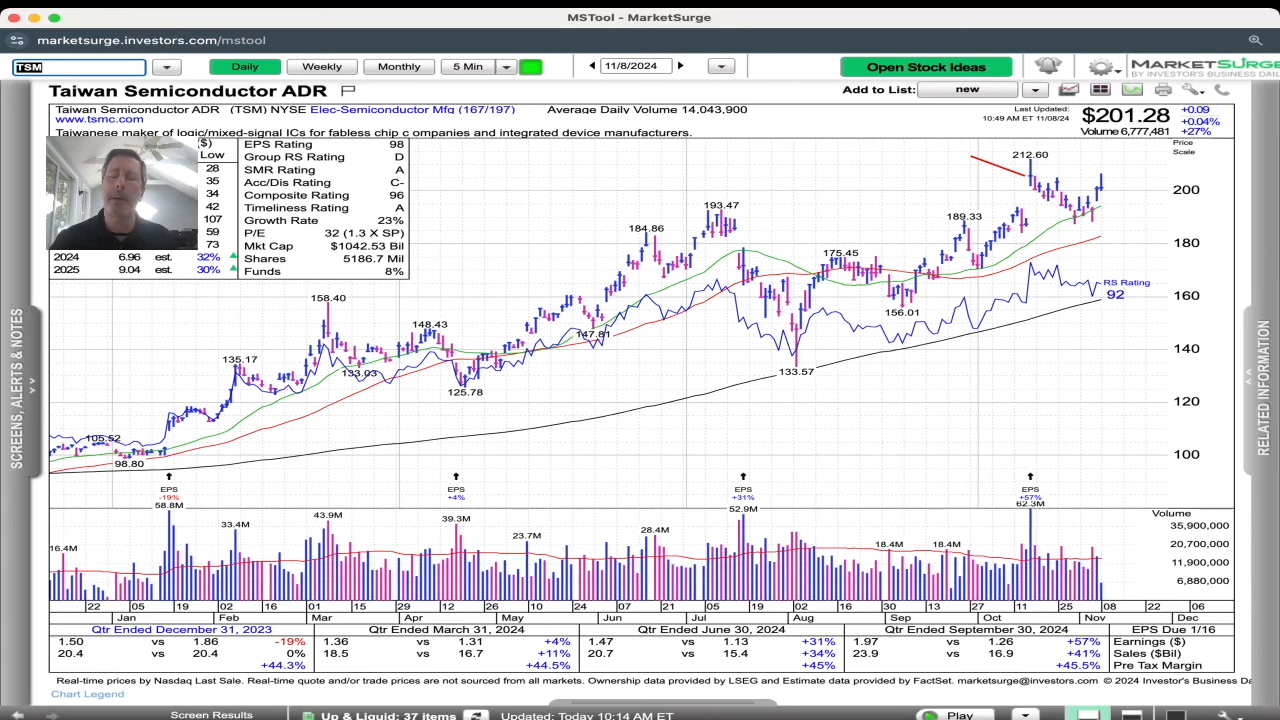 MSTool - MarketSurge
marketsurge.investors.com/mstool
TSM Daily Weekly Monthly 5 Min 11/8/2024 Open Stock Ideas MARKETSURGE
BY INVESTOR'S BUSINESS DAI
Taiwan Semiconductor ADR Add to List: new
Taiwan Semiconductor ADR (TSM) NYSE Elec-Semiconductor Mfg (167/197) Average Daily Volume 14,043,900
www.tsmc.com
Taiwanese maker of logic/mixed-signal ICs for fabless chip c ompanies and integrated device manufacturers.
Last Updated:
10:49 AM ET 11/08/24
$201.28
Volume 6,777,481
+0.09
+0.04%
+27%
($)
Low
28
35
34
42
107
59
73
2024 6.96 est. 32%
2025 9.04 est. 30%
EPS Rating 98
Group RS Rating D
SMR Rating A
Acc/Dis Rating C-
Composite Rating 96
Timeliness Rating A
Growth Rate 23%
P/E 32 (1.3 X SP)
Mkt Cap $1042.53 Bil
Shares 5186.7 Mil
Funds 8%
Price
Scale
200
180
160
140
120
100
212.60
193.47
189.33
184.86
175.45
158.40
156.01
148.43
147.81
135.17
133.03
133.57
125.78
105.52
98.80
RS Rating
92
EPS
-19%
58.8M
EPS
+4%
39.3M
EPS
+31%
52.9M
EPS
+57%
62.3M
16.4M
33.4M
43.9M
23.7M
28.4M
18.4M
18.4M
Volume
35,900,000
20,700,000
11,900,000
6,880,000
22 05 19 02 16 01 15 29 12 26 10 24 07 21 05 19 02 16 30 13 27 11 25 08 22 06
Jan Feb Mar Apr May Jun Jul Aug Sep Oct Nov Dec
Qtr Ended December 31, 2023 Qtr Ended March 31, 2024 Qtr Ended June 30, 2024 Qtr Ended September 30, 2024 EPS Due 1/16
1.50 vs 1.86 -19% 1.36 vs 1.31 +4% 1.47 vs 1.13 +31% 1.97 vs 1.26 +57% Earnings ($)
20.4 vs 20.4 0% 18.5 vs 16.7 +11% 20.7 vs 15.4 +34% 23.9 vs 16.9 +41% Sales ($Bil)
+44.3% +44.5% +45% +45.5% Pre Tax Margin
Real-time prices by Nasdaq Last Sale. Real-time quote and/or trade prices are not sourced from all markets. Ownership data provided by LSEG and Estimate data provided by FactSet. marketsurge@investors.com © 2024 Investor's Business Da
Chart Legend
SCREENS, ALERTS & NOTES
RELATED INFORMATION
Screen Results Up & Liquid: 37 items Updated: Today 10:14 AM ET Play